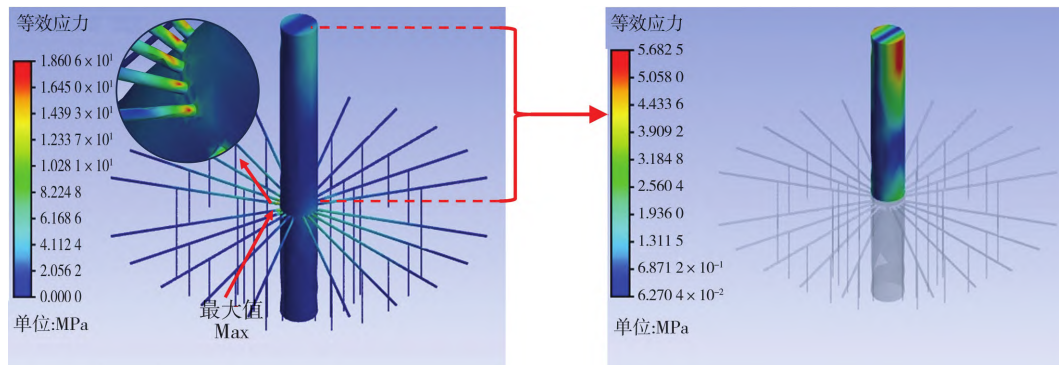 等效应力
1.860 6 × 10¹
1.645 0 × 10¹
1.439 3 × 10¹
1.233 7 × 10¹
1.028 1 × 10¹
8.224 8
6.168 6
4.112 4
2.056 2
0.000 0
单位:MPa
最大值
Max
等效应力
5.682 5
5.058 0
4.433 6
3.909 2
3.184 8
2.560 4
1.936 0
1.311 5
6.871 2 × 10⁻¹
6.270 4 × 10⁻²
单位:MPa